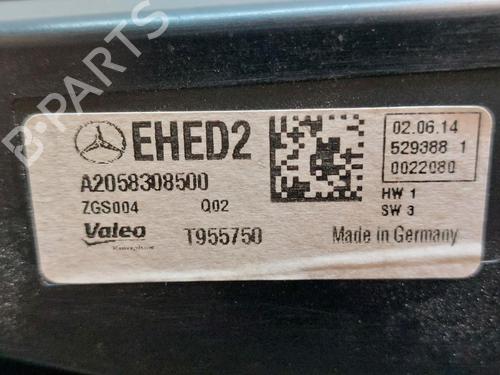 EHED2
A2058308500
ZGS004 Q02
Valeo T955750
02.06.14
529388 1
0022080
HW 1
SW 3
Made in Germany
B-PARTS